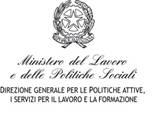 Ministero del Lavoro
e delle Politiche Sociali
DIREZIONE GENERALE PER LE POLITICHE ATTIVE,
I SERVIZI PER IL LAVORO E LA FORMAZIONE